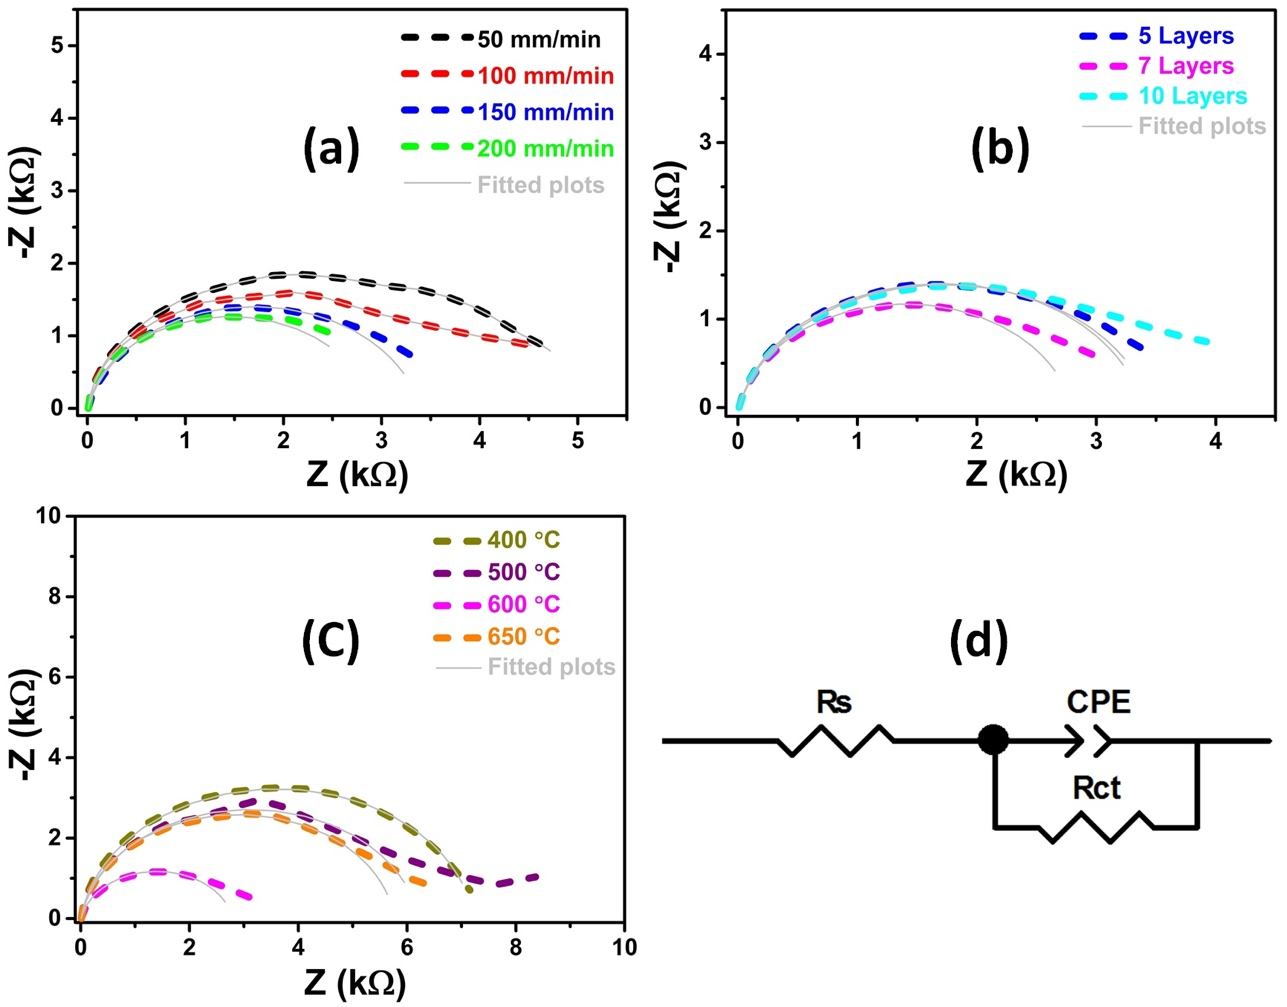 50 mm/min
100 mm/min
150 mm/min
200 mm/min
Fitted plots
(a)
5
4
3
2
1
0
-Z (kΩ)
0 1 2 3 4 5
Z (kΩ)
5 Layers
7 Layers
10 Layers
Fitted plots
(b)
4
3
2
1
0
-Z (kΩ)
0 1 2 3 4
Z (kΩ)
400 °C
500 °C
600 °C
650 °C
Fitted plots
(C)
10
8
6
4
2
0
-Z (kΩ)
0 2 4 6 8 10
Z (kΩ)
(d)
Rs
CPE
Rct